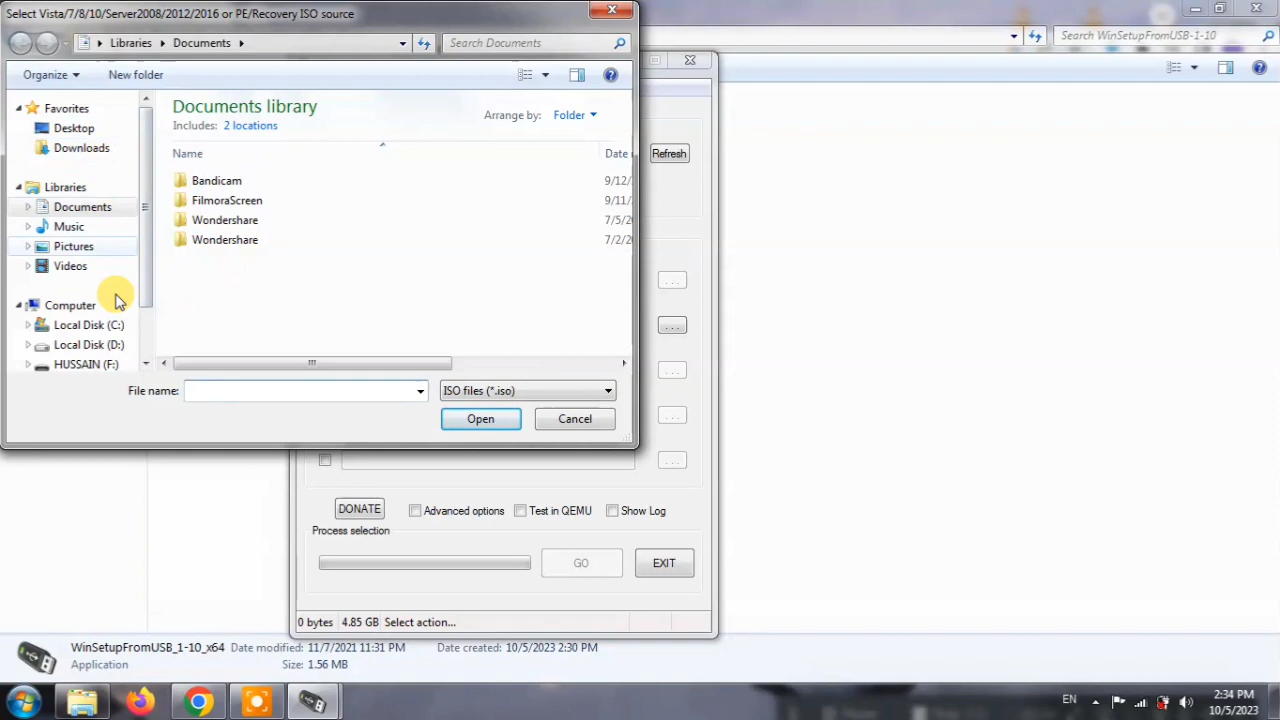 Select Vista/7/8/10/Server2008/2012/2016 or PE/Recovery ISO source
Libraries
Documents
Search Documents
Search WinSetupFromUSB-1-10
Organize
New folder
Favorites
Desktop
Downloads
Libraries
Documents
Music
Pictures
Videos
Computer
Local Disk (C:)
Local Disk (D:)
HUSSAIN (F:)
Documents library
Includes: 2 locations
Arrange by: Folder
Name
Bandicam 9/12/
FilmoraScreen 9/11/
Wondershare 7/5/20
Wondershare 7/2/20
File name:
ISO files (*.iso)
Open
Cancel
Refresh
...
...
...
...
...
DONATE
Advanced options
Test in QEMU
Show Log
Process selection
GO
EXIT
0 bytes 4.85 GB Select action...
WinSetupFromUSB_1-10_x64 Date modified: 11/7/2021 11:31 PM Date created: 10/5/2023 2:30 PM
Application Size: 1.56 MB
EN
2:34 PM
10/5/2023